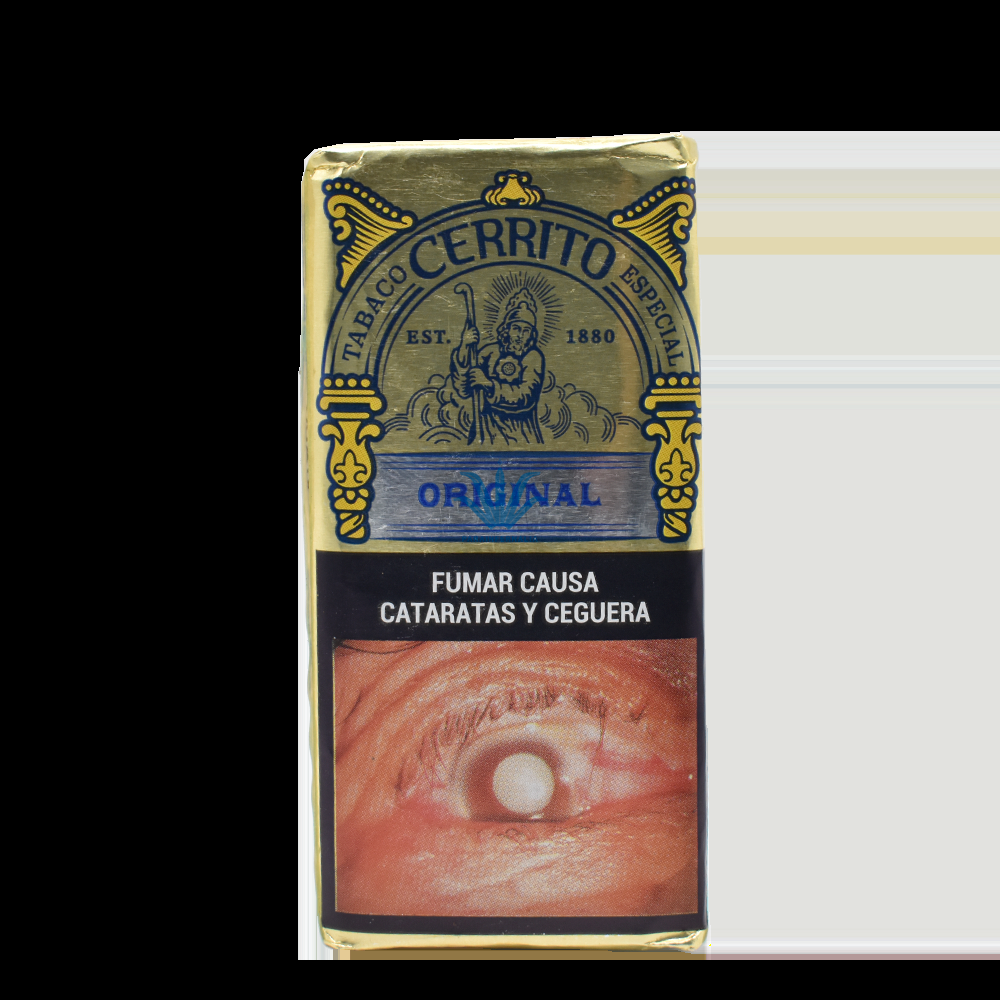 CERRITO
TABACO ESPECIAL
EST. 1880
ORIGINAL
FUMAR CAUSA
CATARATAS Y CEGUERA